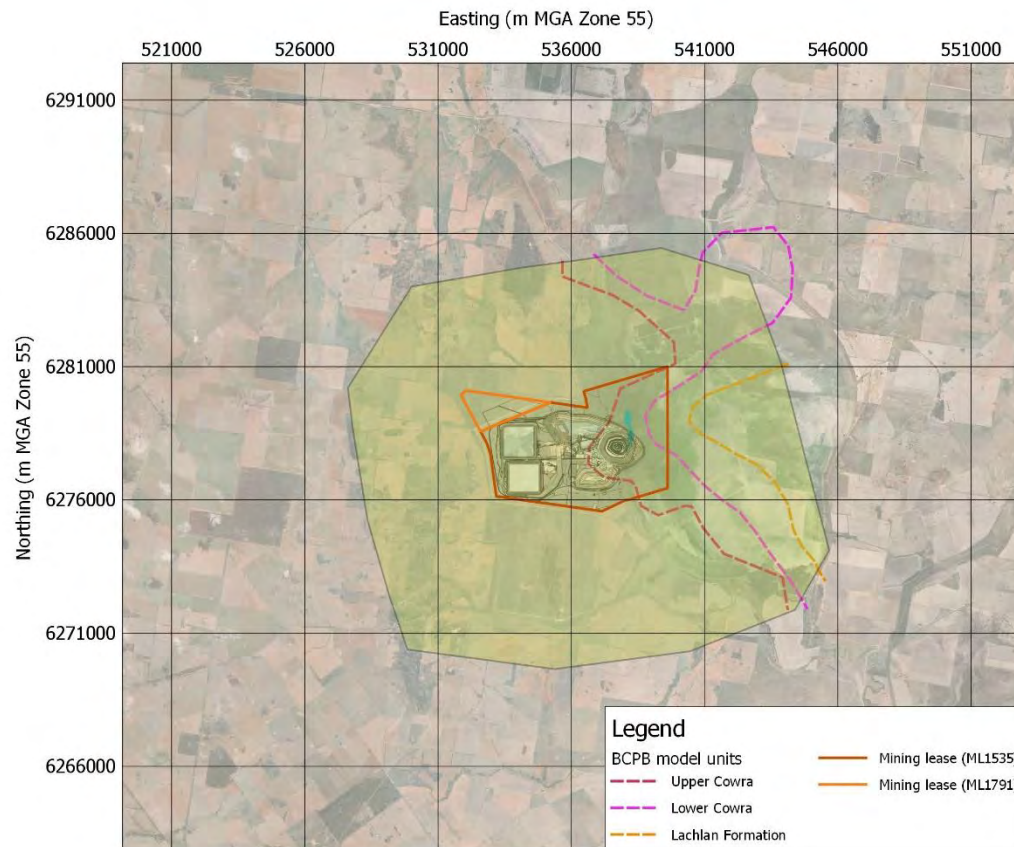 Easting (m MGA Zone 55)
521000 526000 531000 536000 541000 546000 551000
6291000
6286000
6281000
6276000
6271000
6266000
Northing (m MGA Zone 55)
Legend
BCPB model units
Upper Cowra
Lower Cowra
Lachlan Formation
Mining lease (ML1535
Mining lease (ML1791